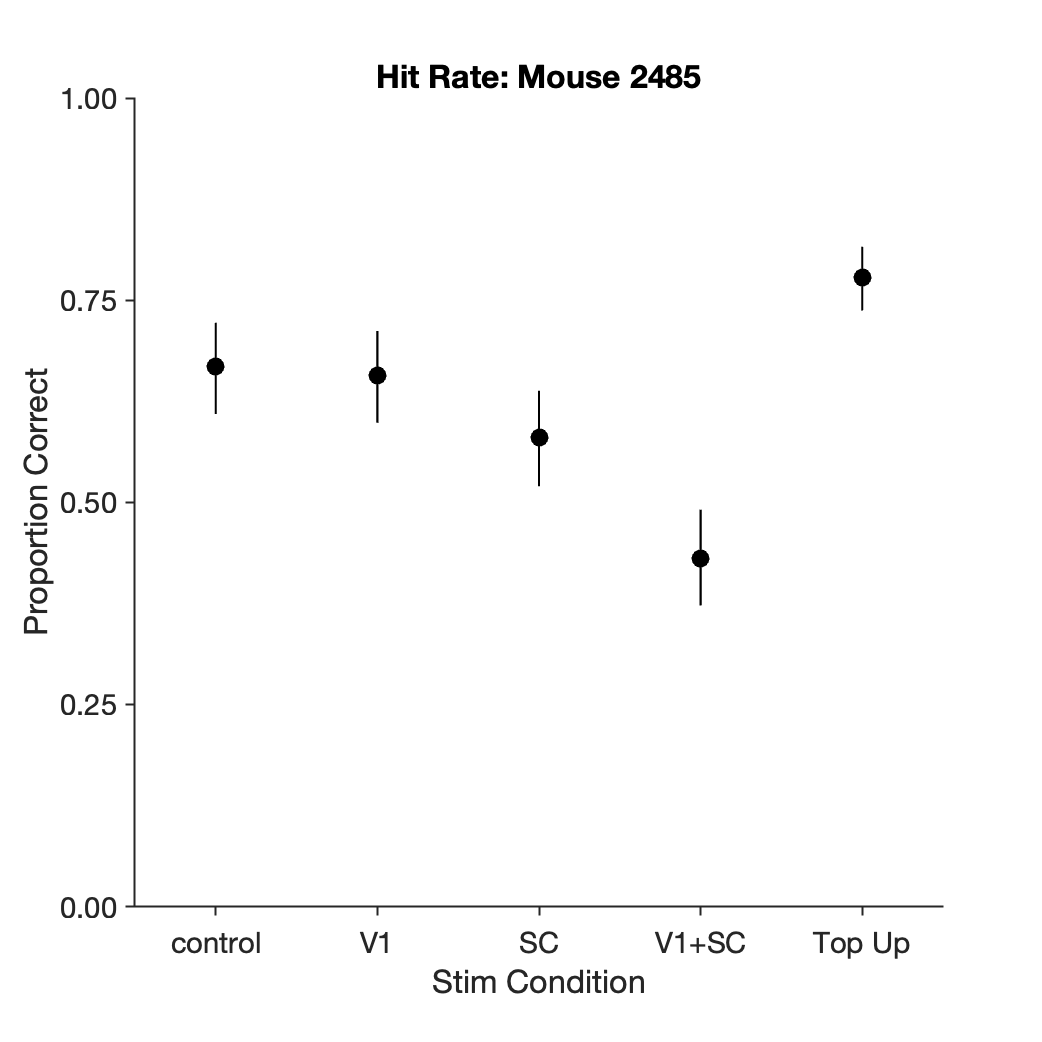 Hit Rate: Mouse 2485
1.00
0.75
0.50
0.25
0.00
Proportion Correct
control
V1
SC
V1+SC
Top Up
Stim Condition